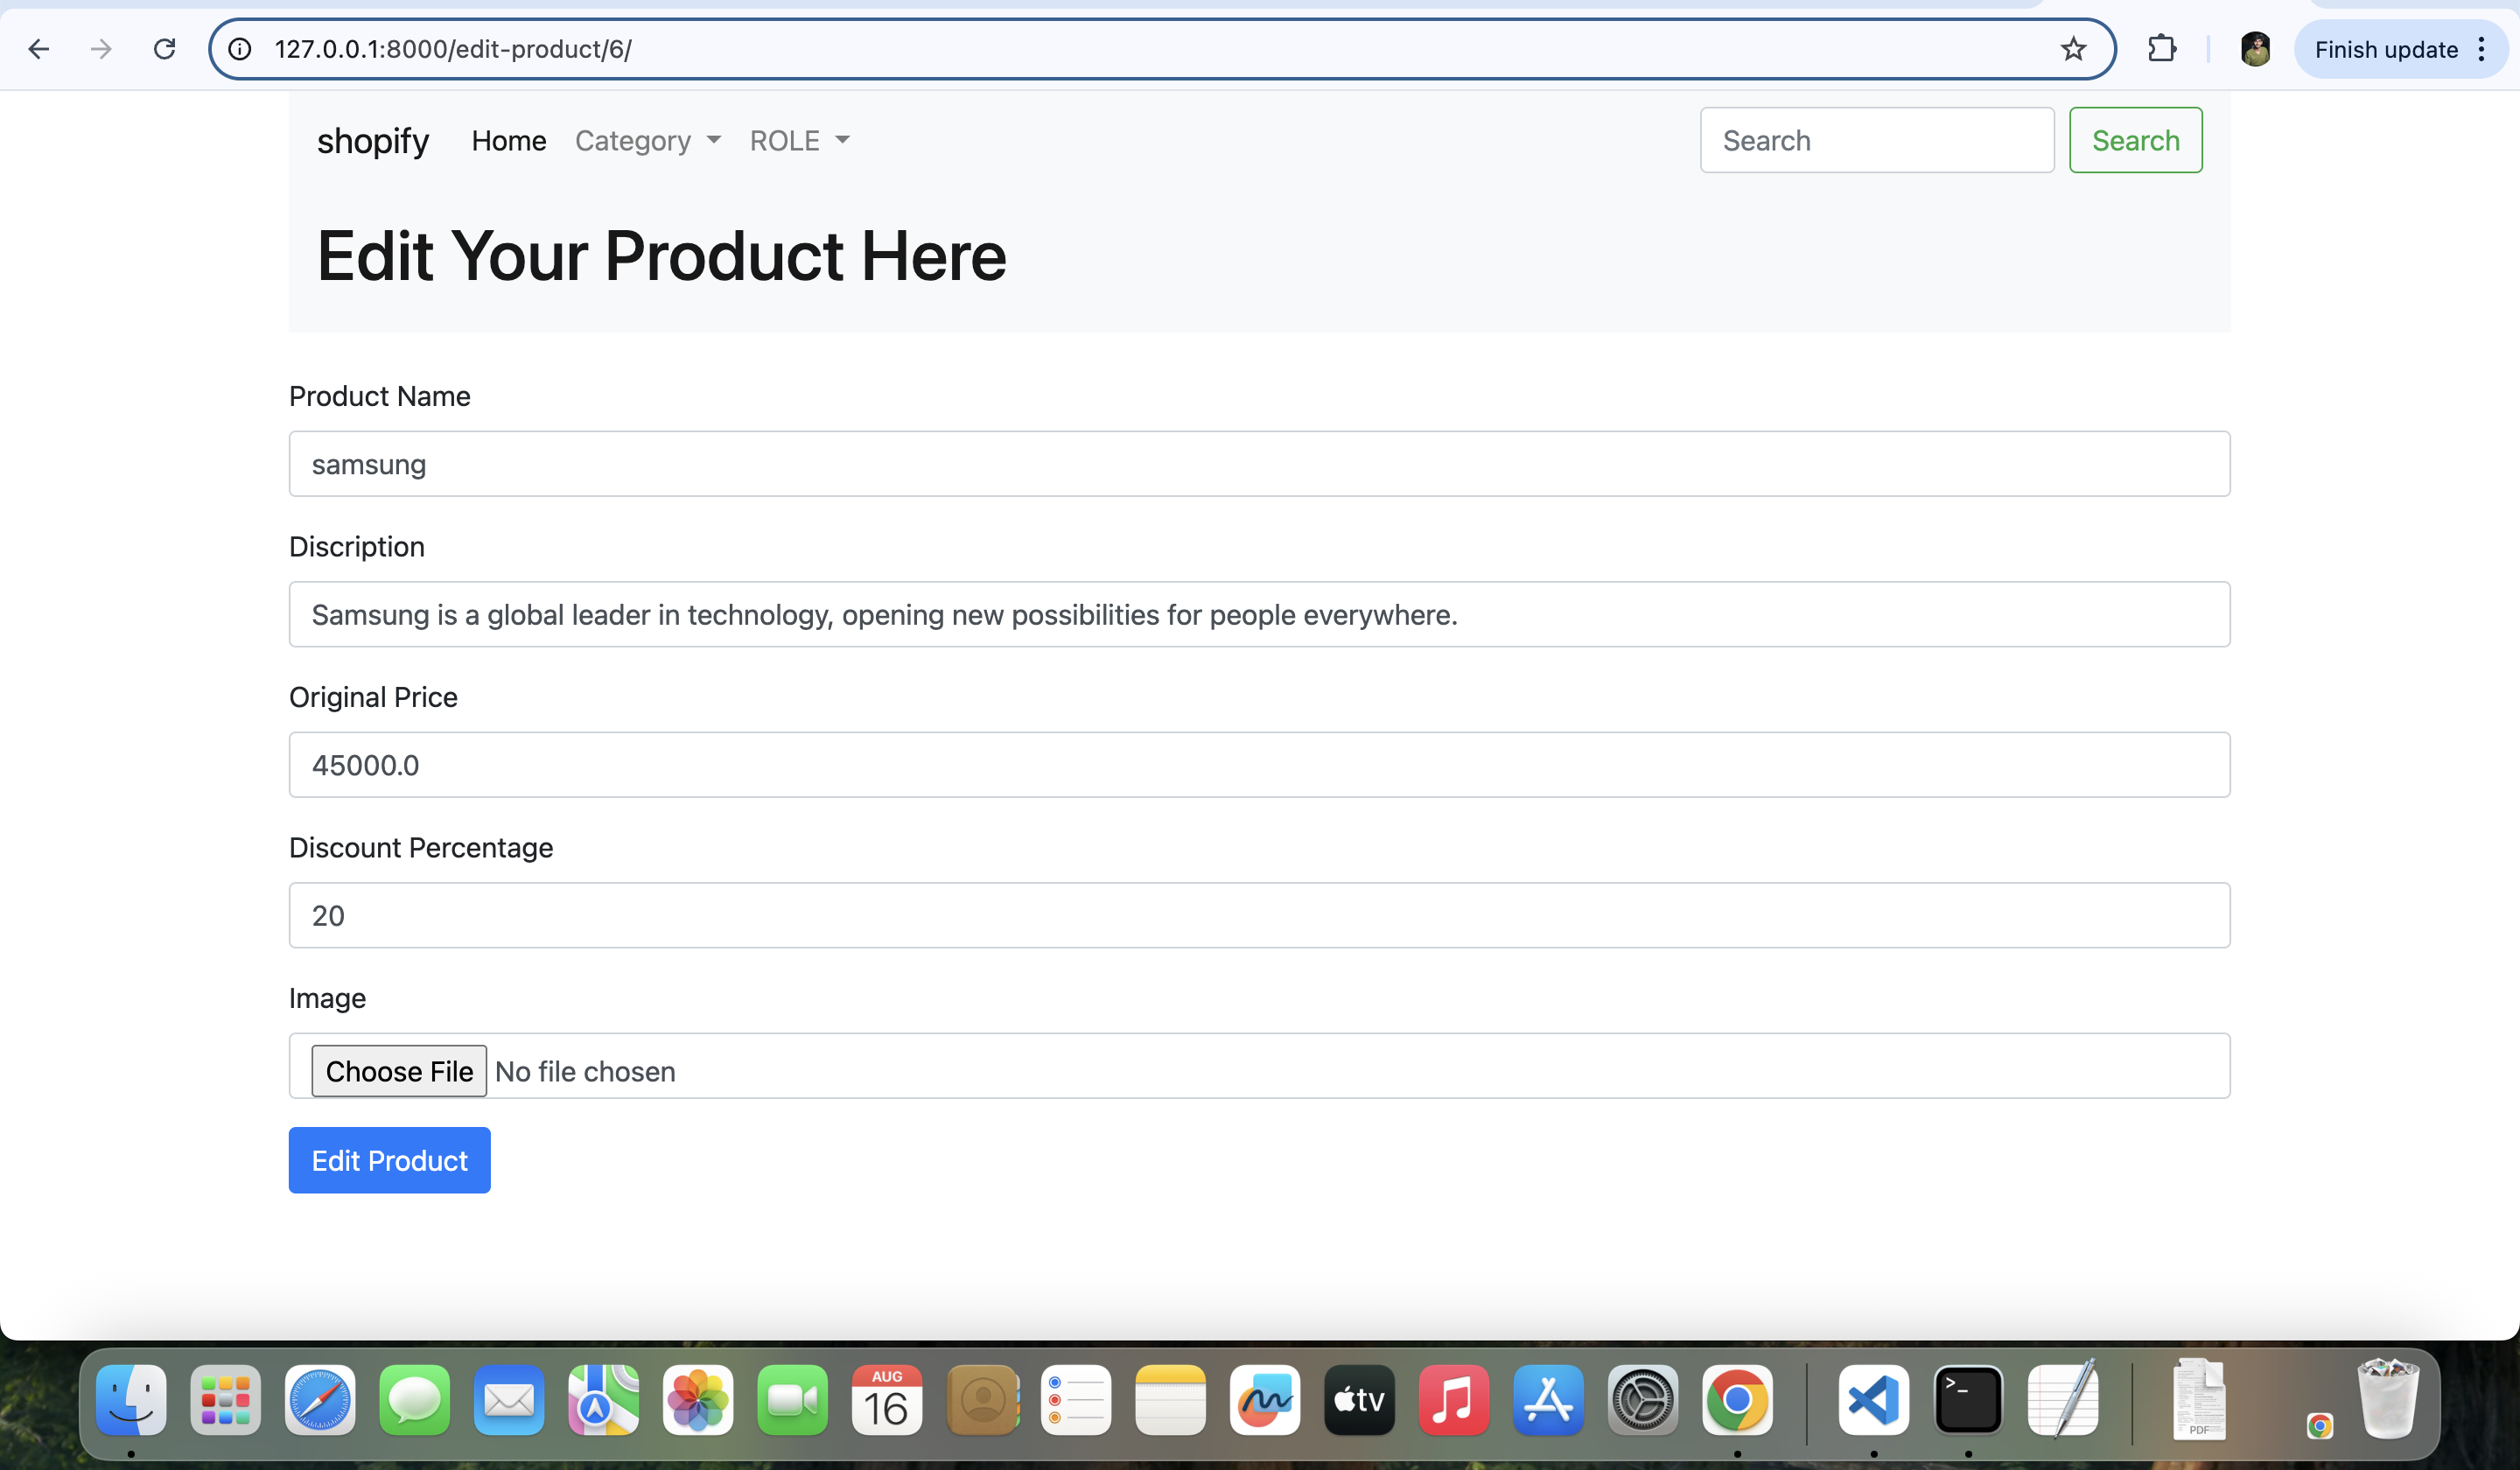 127.0.0.1:8000/edit-product/6/
Finish update
shopify Home Category ROLE Search Search
Edit Your Product Here
Product Name
samsung
Discription
Samsung is a global leader in technology, opening new possibilities for people everywhere.
Original Price
45000.0
Discount Percentage
20
Image
Choose File No file chosen
Edit Product
AUG
16
tv
>_
PDF